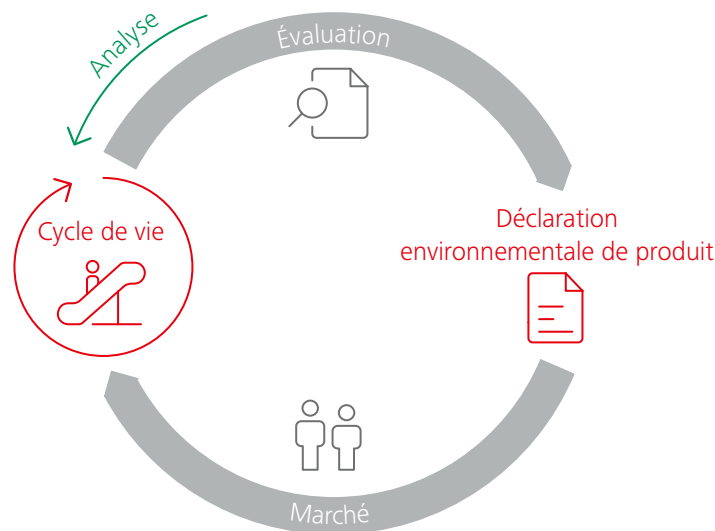 Analyse
Évaluation
Cycle de vie
Déclaration
environnementale de produit
Marché